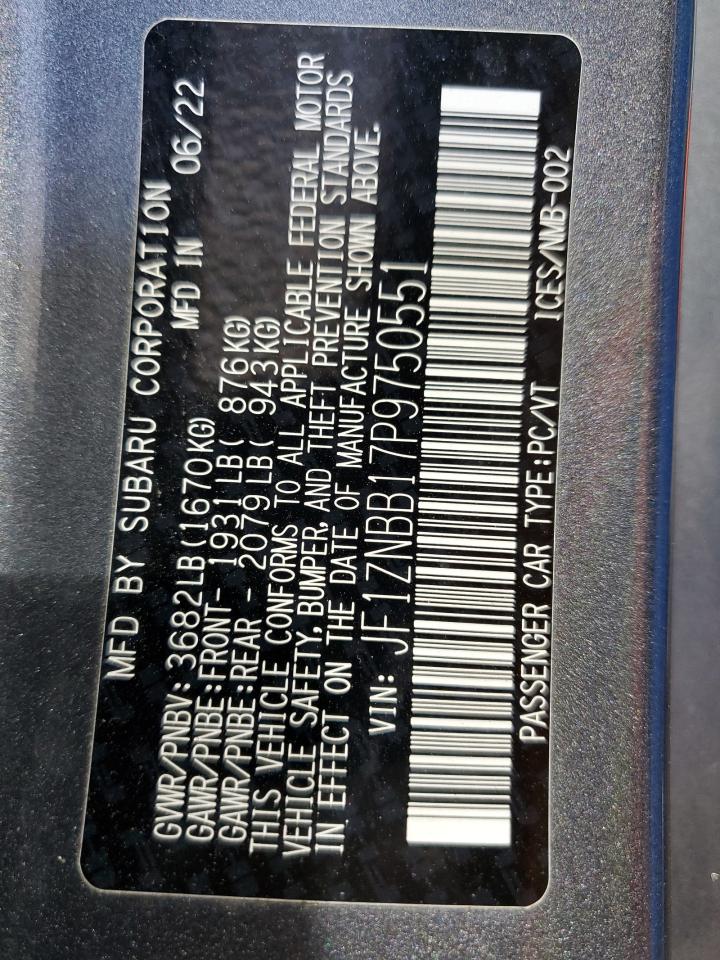 MFD BY SUBARU CORPORATION
MFD IN 06/22
GVWR/PNBV: 3682LB(1670KG)
GAWR/PNBE:FRONT- 1931LB( 876KG)
GAWR/PNBE:REAR - 2079LB( 943KG)
THIS VEHICLE CONFORMS TO ALL APPLICABLE FEDERAL MOTOR
VEHICLE SAFETY, BUMPER, AND THEFT PREVENTION STANDARDS
IN EFFECT ON THE DATE OF MANUFACTURE SHOWN ABOVE.
VIN: JF1ZNBB17P9750551
PASSENGER CAR TYPE:PC/VT ICES/NMB-002